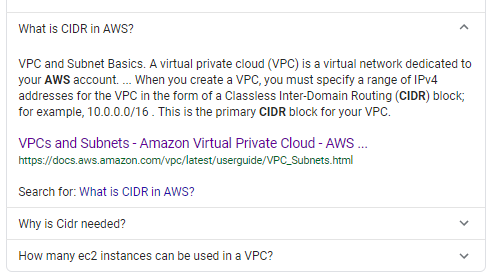 What is CIDR in AWS?
VPC and Subnet Basics. A virtual private cloud (VPC) is a virtual network dedicated to
your AWS account. ... When you create a VPC, you must specify a range of IPv4
addresses for the VPC in the form of a Classless Inter-Domain Routing (CIDR) block;
for example, 10.0.0.0/16 . This is the primary CIDR block for your VPC.
VPCs and Subnets - Amazon Virtual Private Cloud - AWS ...
https://docs.aws.amazon.com/vpc/latest/userguide/VPC_Subnets.html
Search for: What is CIDR in AWS?
Why is Cidr needed?
How many ec2 instances can be used in a VPC?